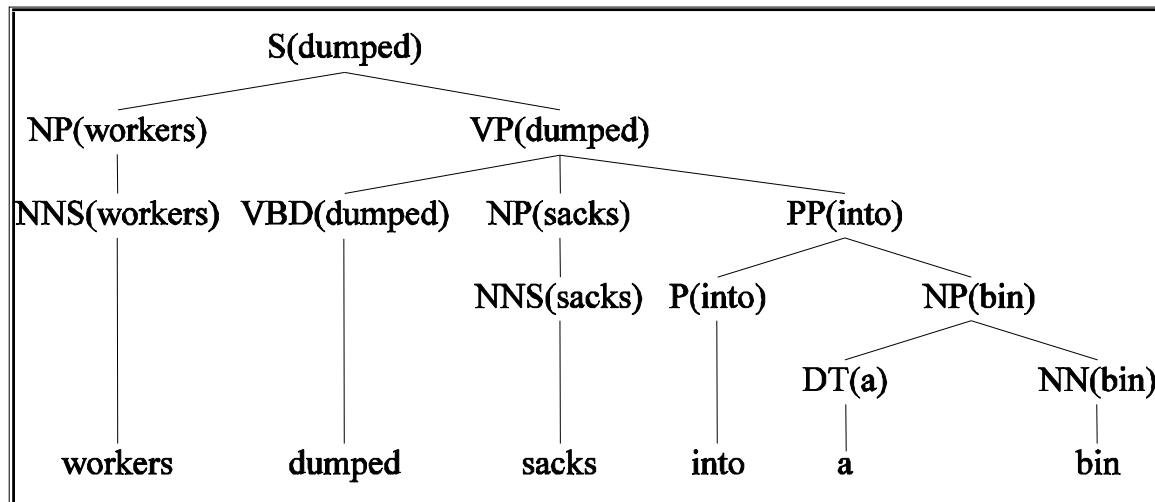 S(dumped)
NP(workers) VP(dumped)
NNS(workers) VBD(dumped) NP(sacks) PP(into)
NNS(sacks) P(into) NP(bin)
DT(a) NN(bin)
workers dumped sacks into a bin